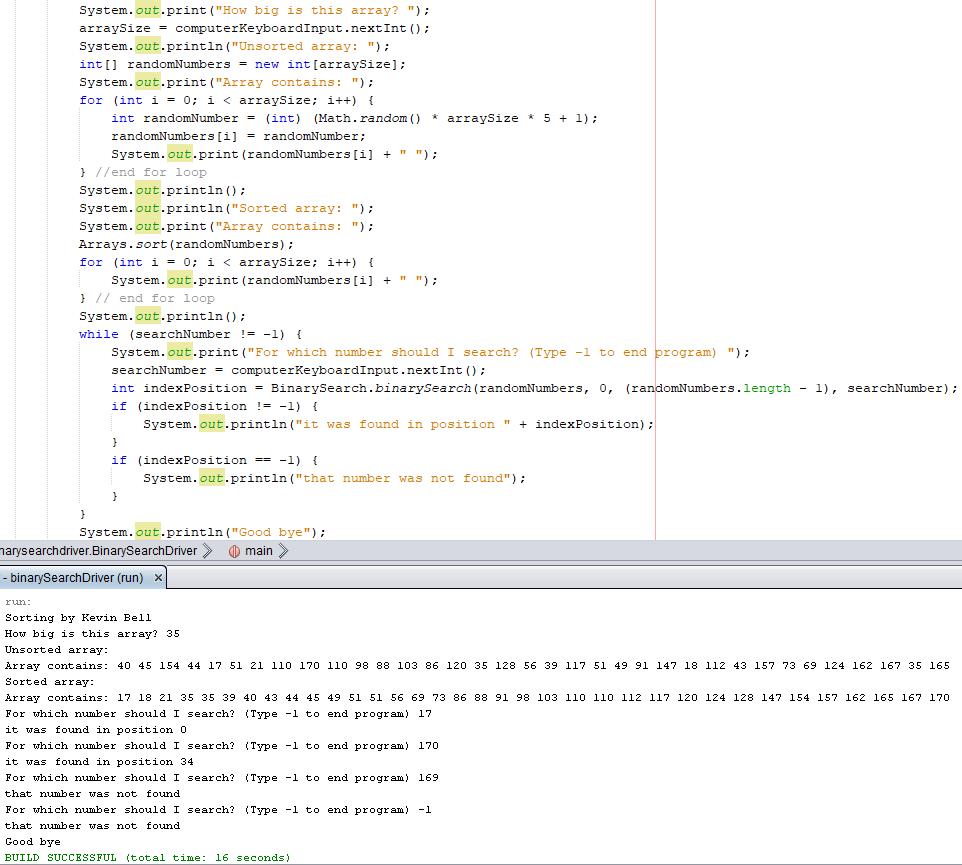 System.out.print("How big is this array? ");
arraySize = computerKeyboardInput.nextInt();
System.out.println("Unsorted array: ");
int[] randomNumbers = new int[arraySize];
System.out.print("Array contains: ");
for (int i = 0; i < arraySize; i++) {
int randomNumber = (int) (Math.random() * arraySize * 5 + 1);
randomNumbers[i] = randomNumber;
System.out.print(randomNumbers[i] + " ");
} //end for loop
System.out.println();
System.out.println("Sorted array: ");
System.out.print("Array contains: ");
Arrays.sort(randomNumbers);
for (int i = 0; i < arraySize; i++) {
System.out.print(randomNumbers[i] + " ");
} // end for loop
System.out.println();
while (searchNumber != -1) {
System.out.print("For which number should I search? (Type -1 to end program) ");
searchNumber = computerKeyboardInput.nextInt();
int indexPosition = BinarySearch.binarySearch(randomNumbers, 0, (randomNumbers.length - 1), searchNumber);
if (indexPosition != -1) {
System.out.println("it was found in position " + indexPosition);
}
if (indexPosition == -1) {
System.out.println("that number was not found");
}
}
System.out.println("Good bye");
narysearchdriver.BinarySearchDriver main
- binarySearchDriver (run) ×
run:
Sorting by Kevin Bell
How big is this array? 35
Unsorted array:
Array contains: 40 45 154 44 17 51 21 110 170 110 98 88 103 86 120 35 128 56 39 117 51 49 91 147 18 112 43 157 73 69 124 162 167 35 165
Sorted array:
Array contains: 17 18 21 35 35 39 40 43 44 45 49 51 51 56 69 73 86 88 91 98 103 110 110 112 117 120 124 128 147 154 157 162 165 167 170
For which number should I search? (Type -1 to end program) 17
it was found in position 0
For which number should I search? (Type -1 to end program) 170
it was found in position 34
For which number should I search? (Type -1 to end program) 169
that number was not found
For which number should I search? (Type -1 to end program) -1
that number was not found
Good bye
BUILD SUCCESSFUL (total time: 16 seconds)